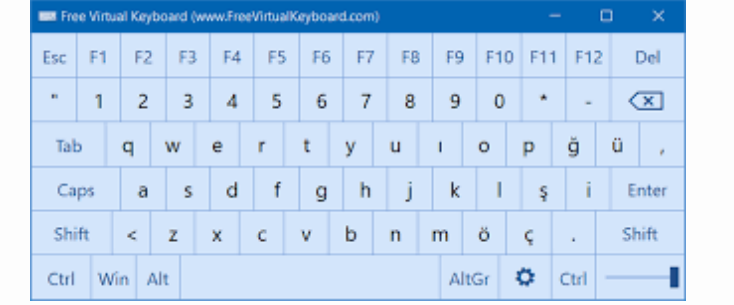 Free Virtual Keyboard (www.FreeVirtualKeyboard.com)
Esc F1 F2 F3 F4 F5 F6 F7 F8 F9 F10 F11 F12 Del
" 1 2 3 4 5 6 7 8 9 0 * -
Tab q w e r t y u ı o p ğ ü ,
Caps a s d f g h j k l ş i Enter
Shift < z x c v b n m ö ç . Shift
Ctrl Win Alt AltGr Ctrl